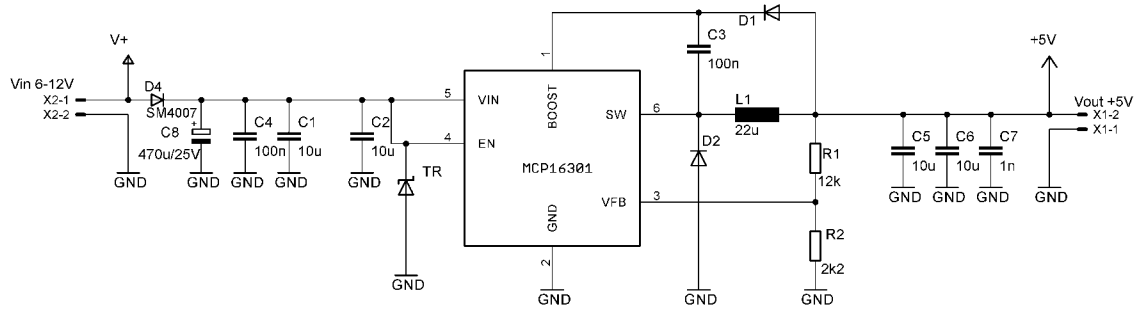 V+
Vin 6-12V
X2-1
X2-2
GND
D4
SM4007
C8
470u/25V
+
GND
C4
100n
GND
C1
10u
GND
C2
10u
GND
TR
GND
5
4
VIN
EN
1
BOOST
MCP16301
GND
2
GND
SW
6
VFB
3
C3
100n
D1
D2
GND
L1
22u
R1
12k
R2
2k2
GND
C5
10u
GND
C6
10u
GND
C7
1n
GND
+5V
Vout +5V
X1-2
X1-1
GND